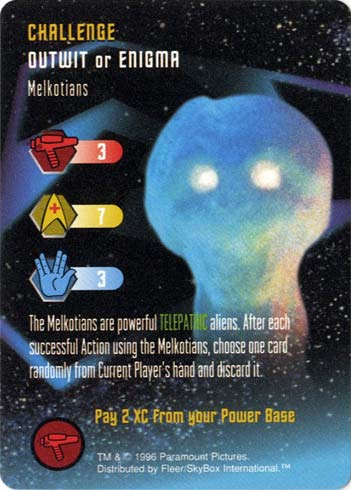 CHALLENGE
OUTWIT or ENIGMA
Melkotians
3
7
3
The Melkotians are powerful TELEPATHIC aliens. After each
successful Action using the Melkotians, choose one card
randomly from Current Player's hand and discard it.
Pay 2 XC from your Power Base
TM & © 1996 Paramount Pictures.
Distributed by Fleer/SkyBox International.™